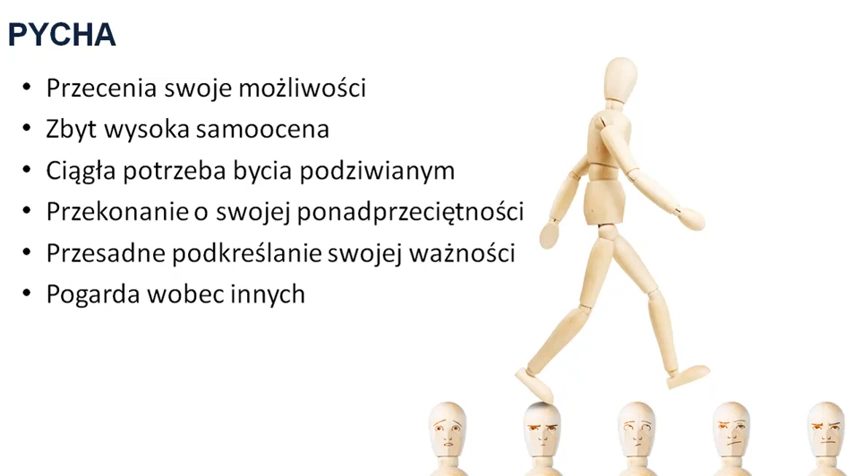 PYCHA
• Przecenia swoje możliwości
• Zbyt wysoka samoocena
• Ciągła potrzeba bycia podziwianym
• Przekonanie o swojej ponadprzeciętności
• Przesadne podkreślanie swojej ważności
• Pogarda wobec innych